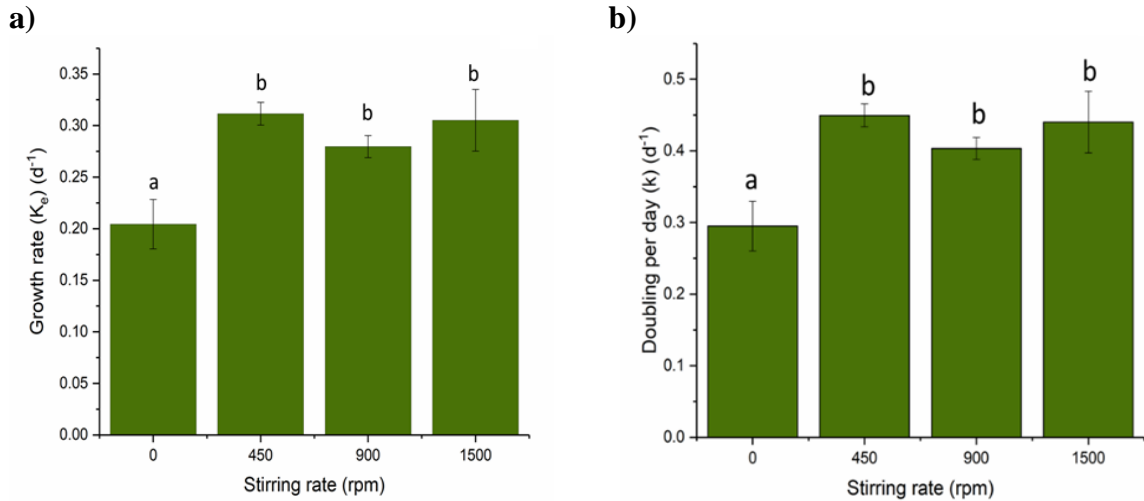 a)
Growth rate (Kₑ) (d⁻¹)
0.35
0.30
0.25
0.20
0.15
0.10
0.05
0.00
a
b
b
b
0
450
900
1500
Stirring rate (rpm)
b)
Doubling per day (k) (d⁻¹)
0.5
0.4
0.3
0.2
0.1
0.0
a
b
b
b
0
450
900
1500
Stirring rate (rpm)